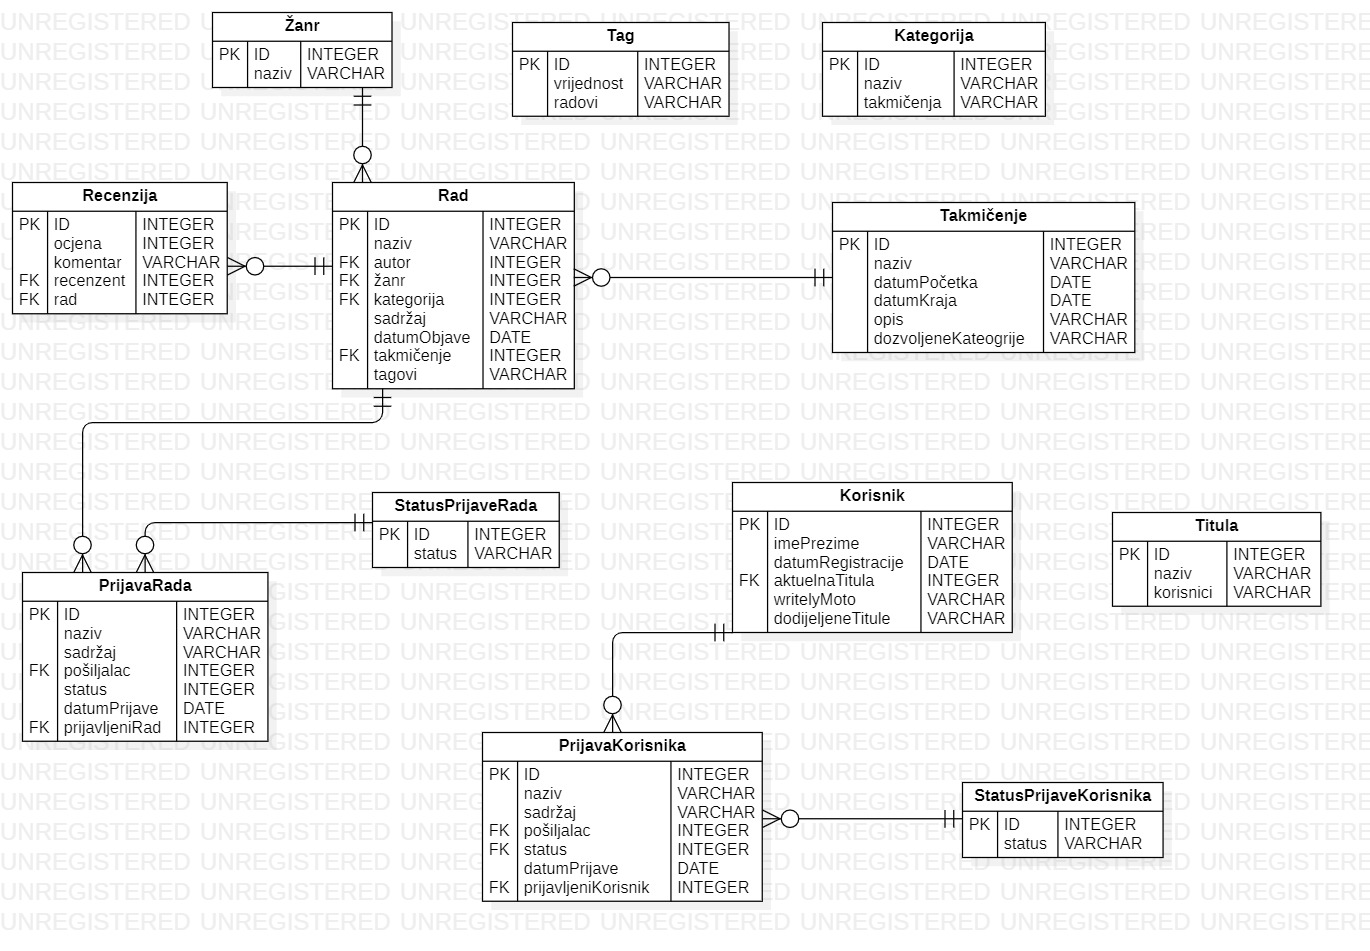 Žanr
PK ID INTEGER
naziv VARCHAR
Tag
PK ID INTEGER
vrijednost VARCHAR
radovi VARCHAR
Kategorija
PK ID INTEGER
naziv VARCHAR
takmičenja VARCHAR
Recenzija
PK ID INTEGER
ocjena INTEGER
komentar VARCHAR
FK recenzent INTEGER
FK rad INTEGER
Rad
PK ID INTEGER
naziv VARCHAR
FK autor INTEGER
FK žanr INTEGER
FK kategorija INTEGER
sadržaj VARCHAR
datumObjave DATE
FK takmičenje INTEGER
tagovi VARCHAR
Takmičenje
PK ID INTEGER
naziv VARCHAR
datumPočetka DATE
datumKraja DATE
opis VARCHAR
dozvoljeneKateogrije VARCHAR
StatusPrijaveRada
PK ID INTEGER
status VARCHAR
Korisnik
PK ID INTEGER
imePrezime VARCHAR
datumRegistracije DATE
FK aktuelnaTitula INTEGER
writelyMoto VARCHAR
dodijeljeneTitule VARCHAR
Titula
PK ID INTEGER
naziv VARCHAR
korisnici VARCHAR
PrijavaRada
PK ID INTEGER
naziv VARCHAR
sadržaj VARCHAR
FK pošiljalac INTEGER
status INTEGER
datumPrijave DATE
FK prijavljeniRad INTEGER
PrijavaKorisnika
PK ID INTEGER
naziv VARCHAR
sadržaj VARCHAR
FK pošiljalac INTEGER
FK status INTEGER
datumPrijave DATE
FK prijavljeniKorisnik INTEGER
StatusPrijaveKorisnika
PK ID INTEGER
status VARCHAR
UNREGISTERED